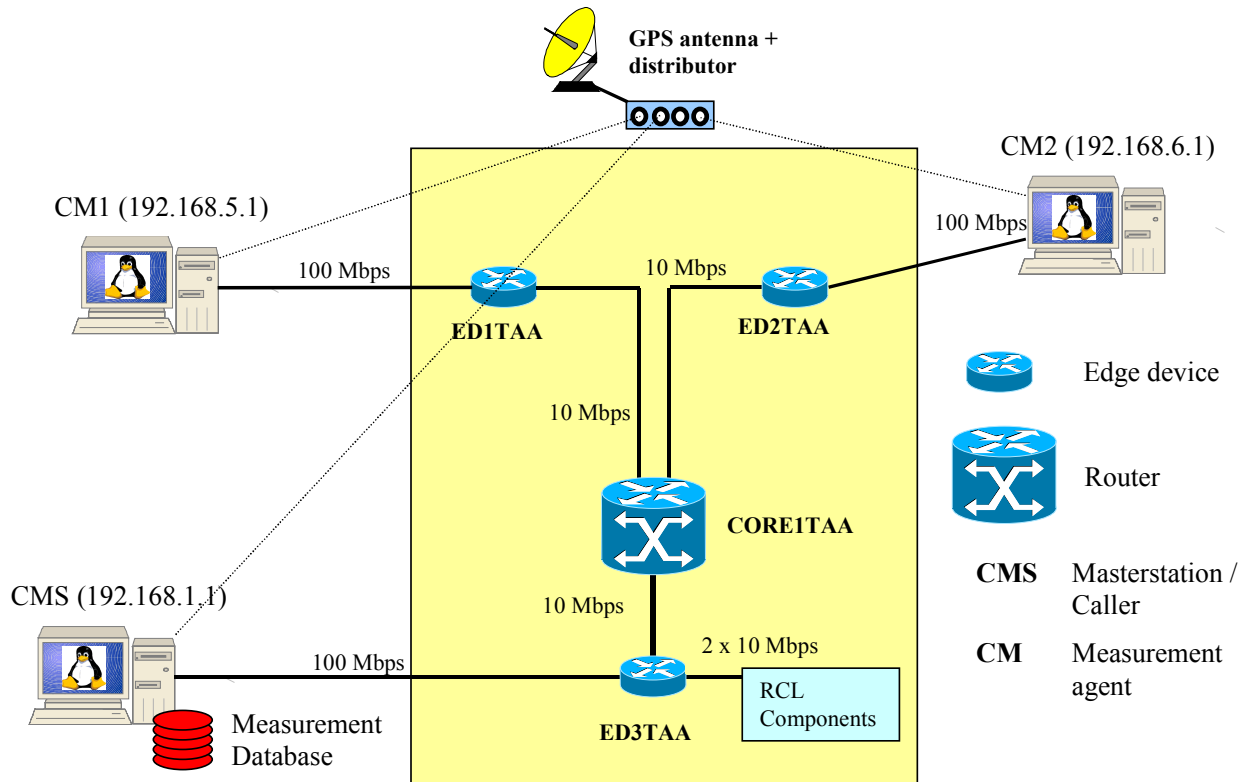 GPS antenna +
distributor
CM2 (192.168.6.1)
CM1 (192.168.5.1)
100 Mbps
100 Mbps
10 Mbps
ED1TAA
ED2TAA
Edge device
10 Mbps
Router
CORE1TAA
CMS Masterstation /
Caller
CMS (192.168.1.1)
10 Mbps
2 x 10 Mbps
100 Mbps
CM Measurement
agent
RCL
Components
ED3TAA
Measurement
Database